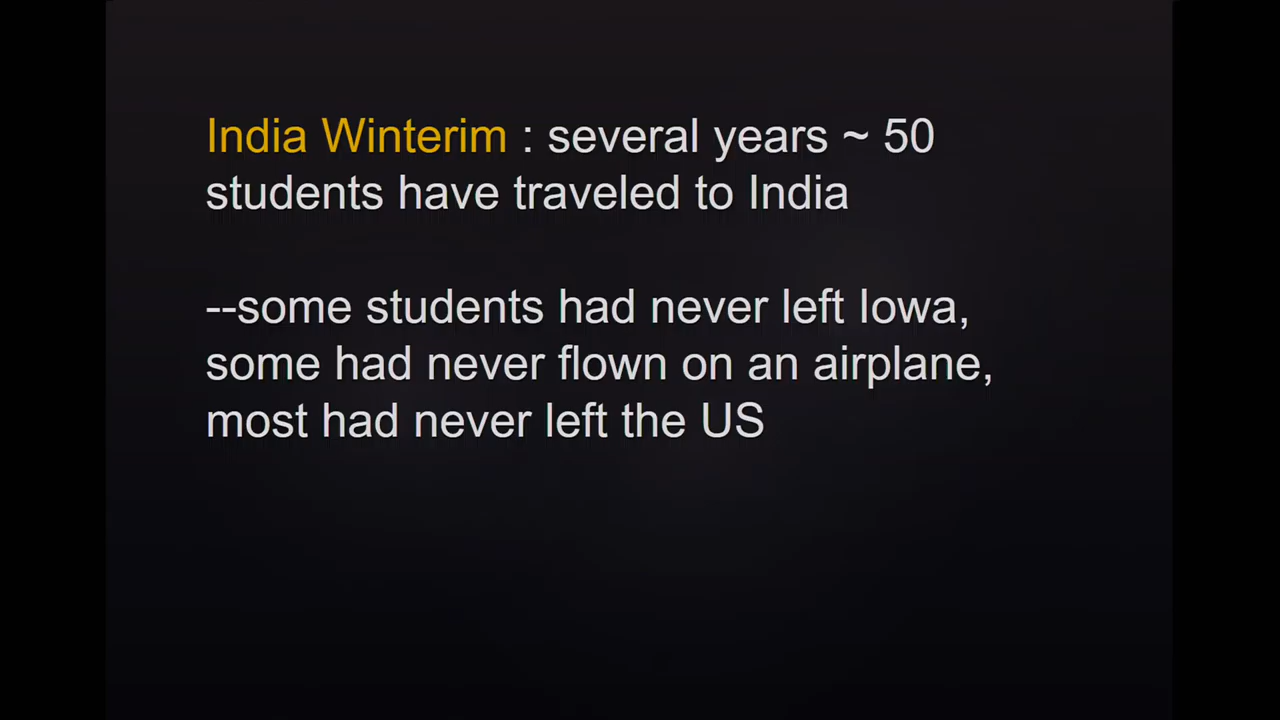 India Winterim : several years ~ 50
students have traveled to India
--some students had never left Iowa,
some had never flown on an airplane,
most had never left the US